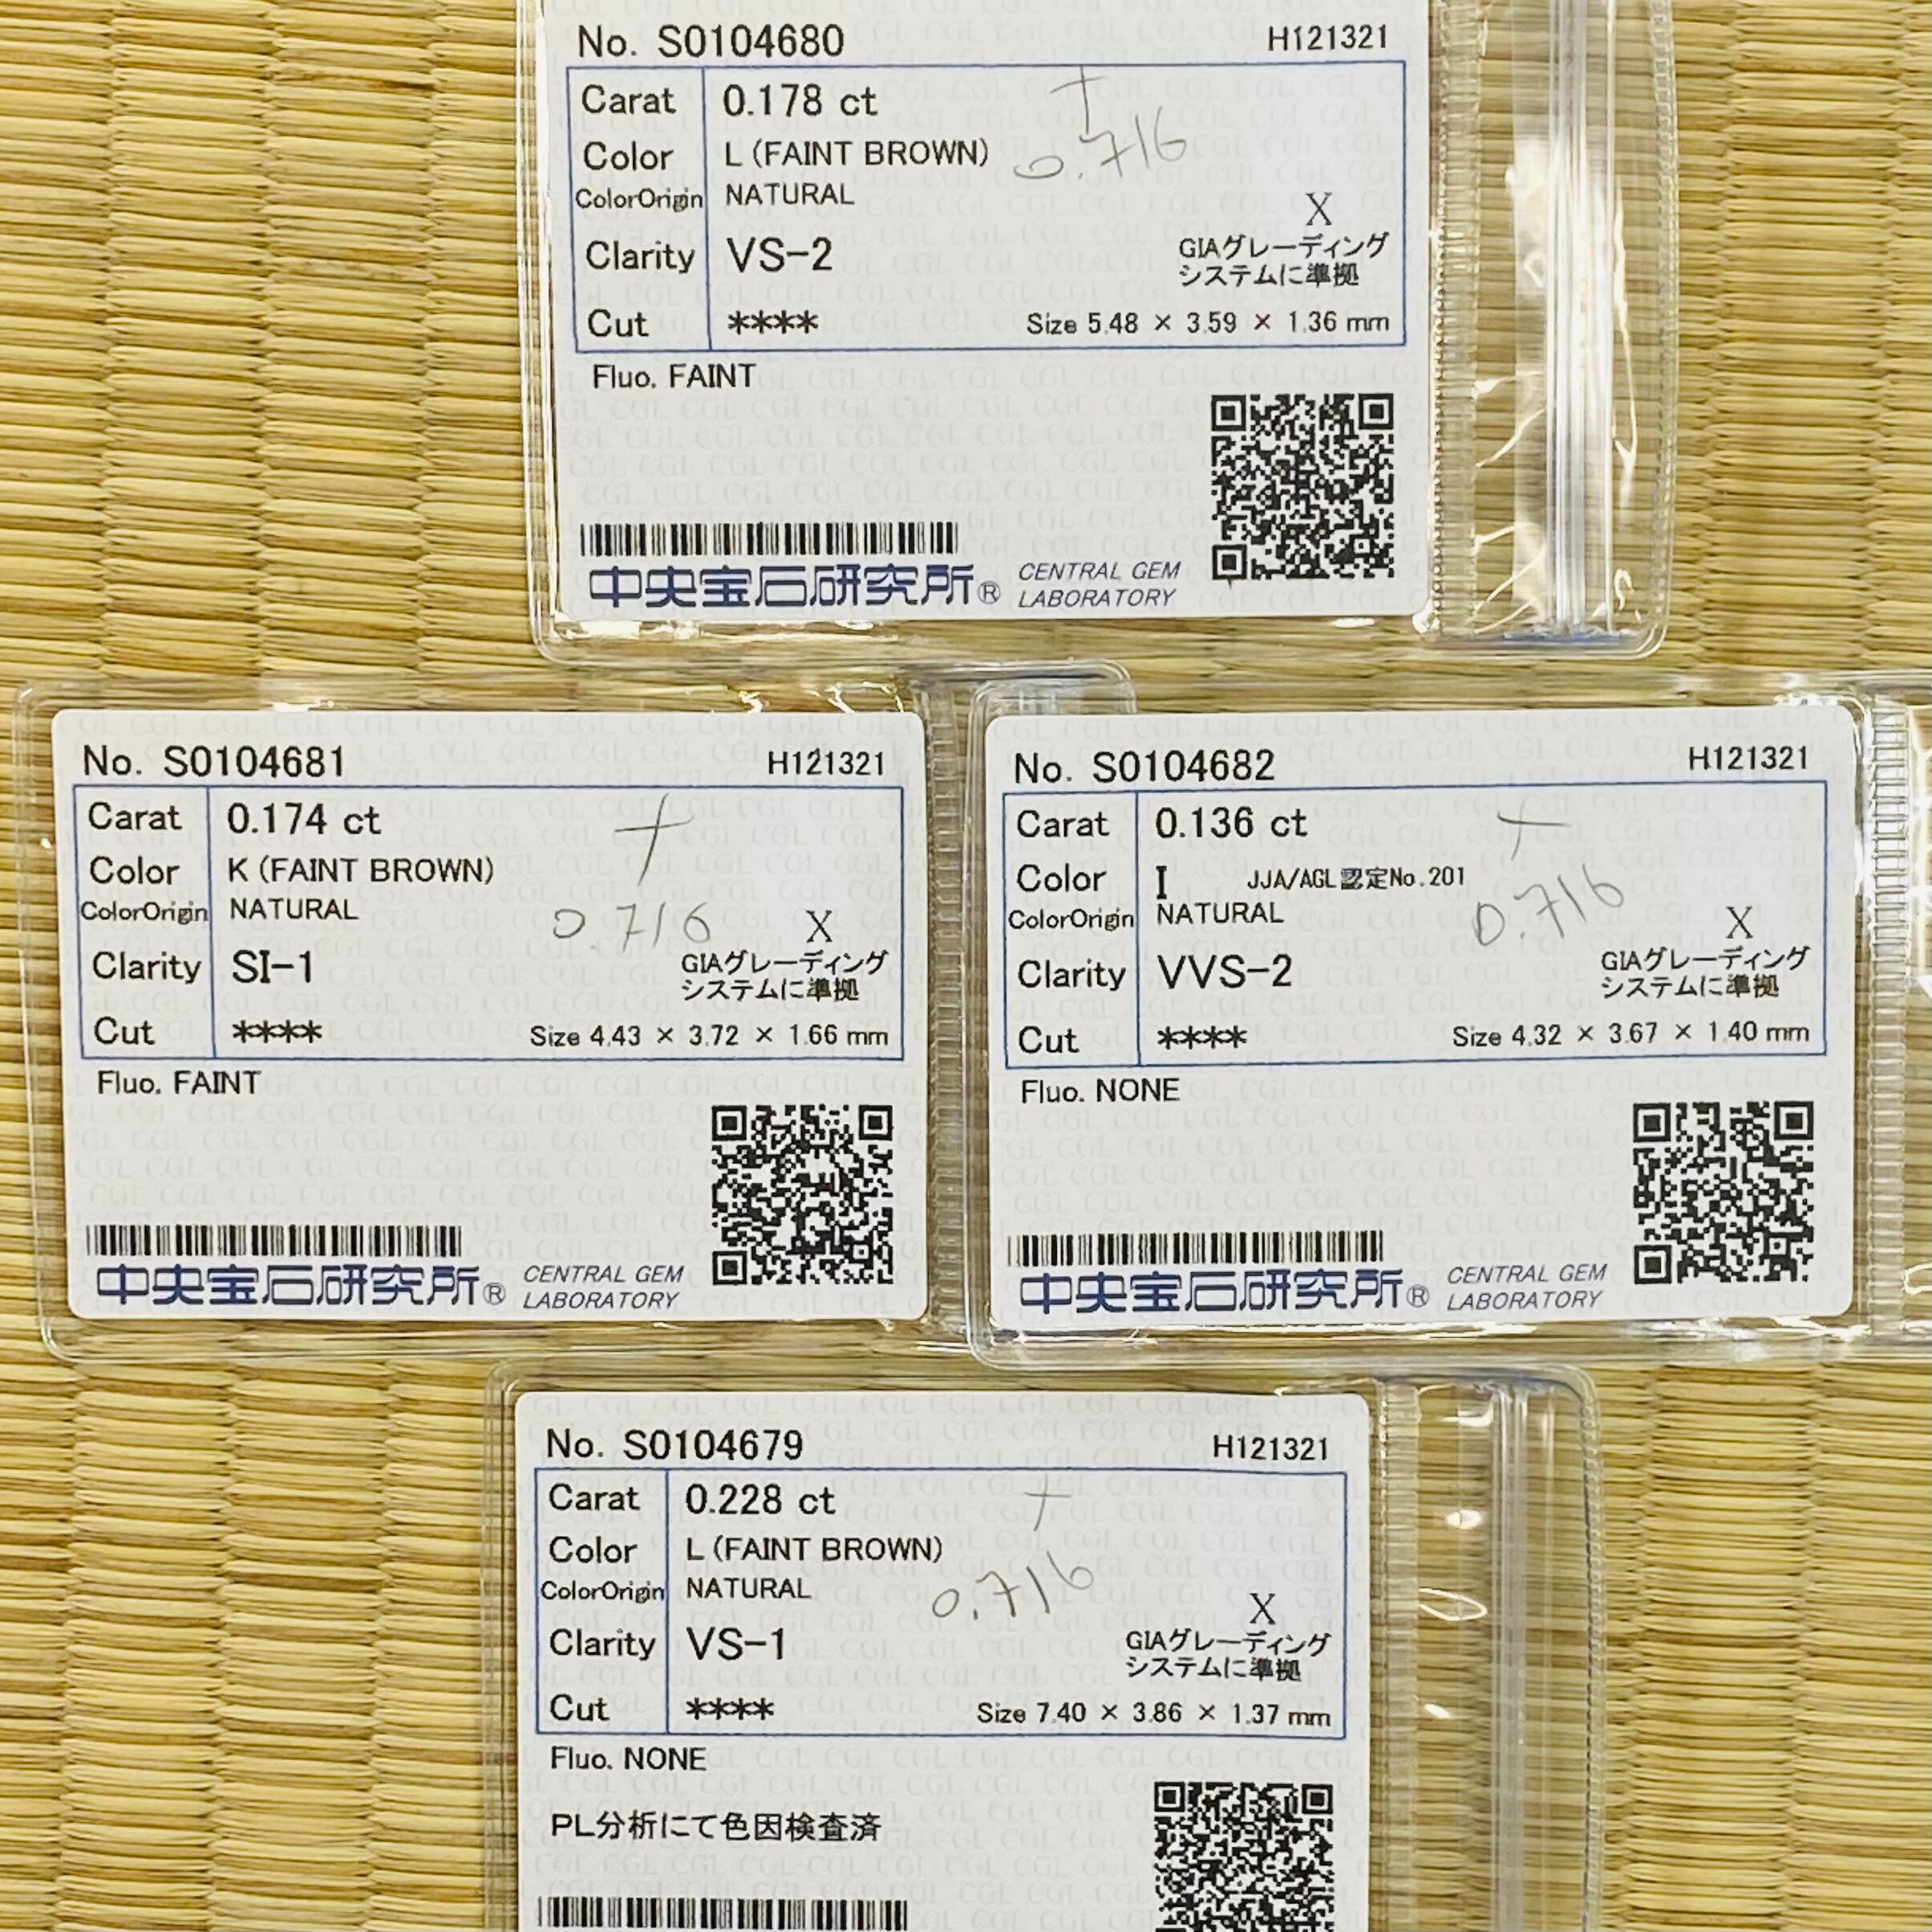 No. S0104680 H121321
Carat 0.178 ct +
Color L (FAINT BROWN) 0.716
ColorOrigin NATURAL X
Clarity VS-2 GIAグレーディング
システムに準拠
Cut **** Size 5.48 × 3.59 × 1.36 mm
Fluo. FAINT
中央宝石研究所® CENTRAL GEM
LABORATORY
No. S0104681 H121321
Carat 0.174 ct +
Color K (FAINT BROWN)
ColorOrigin NATURAL 0.716 X
Clarity SI-1 GIAグレーディング
システムに準拠
Cut **** Size 4.43 × 3.72 × 1.66 mm
Fluo. FAINT
中央宝石研究所® CENTRAL GEM
LABORATORY
No. S0104682 H121321
Carat 0.136 ct +
Color I JJA/AGL認定No.201
ColorOrigin NATURAL 0.716 X
Clarity VVS-2 GIAグレーディング
システムに準拠
Cut **** Size 4.32 × 3.67 × 1.40 mm
Fluo. NONE
中央宝石研究所® CENTRAL GEM
LABORATORY
No. S0104679 H121321
Carat 0.228 ct +
Color L (FAINT BROWN)
ColorOrigin NATURAL 0.716 X
Clarity VS-1 GIAグレーディング
システムに準拠
Cut **** Size 7.40 × 3.86 × 1.37 mm
Fluo. NONE
PL分析にて色因検査済